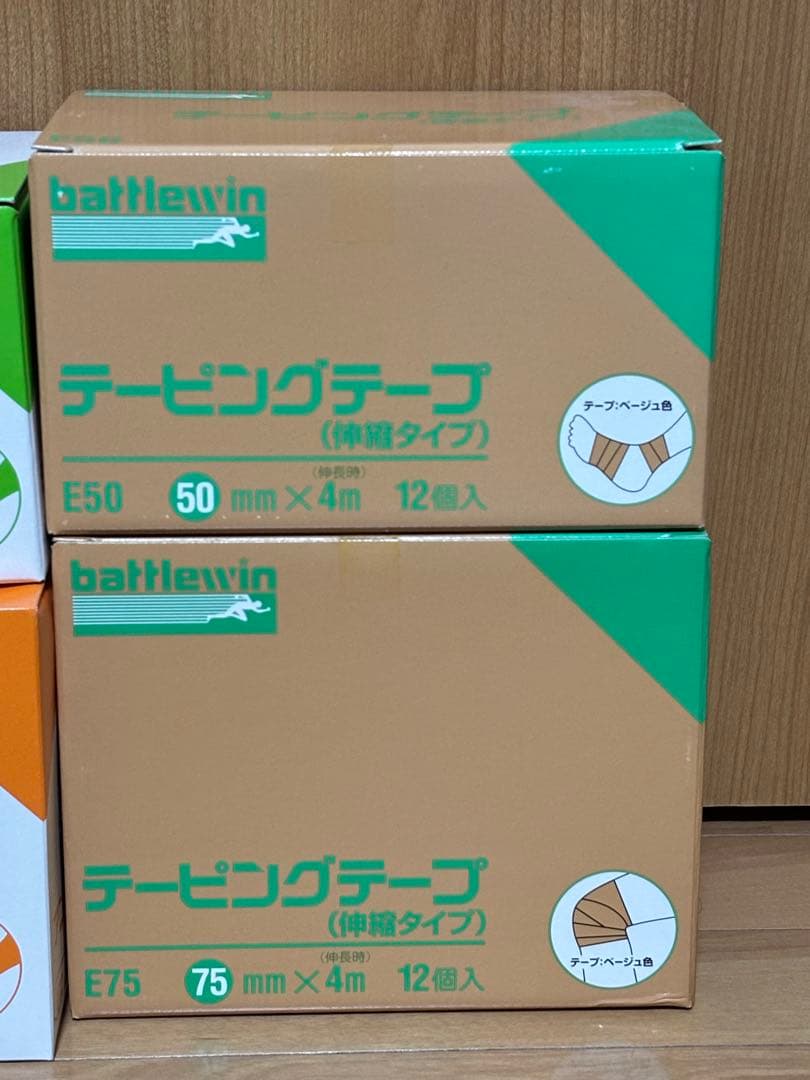 battlewin
テーピングテープ
(伸縮タイプ)
(伸長時)
E50 50 mm×4m 12個入
テープ:ベージュ色
battlewin
テーピングテープ
(伸縮タイプ)
(伸長時)
E75 75 mm×4m 12個入
テープ:ベージュ色